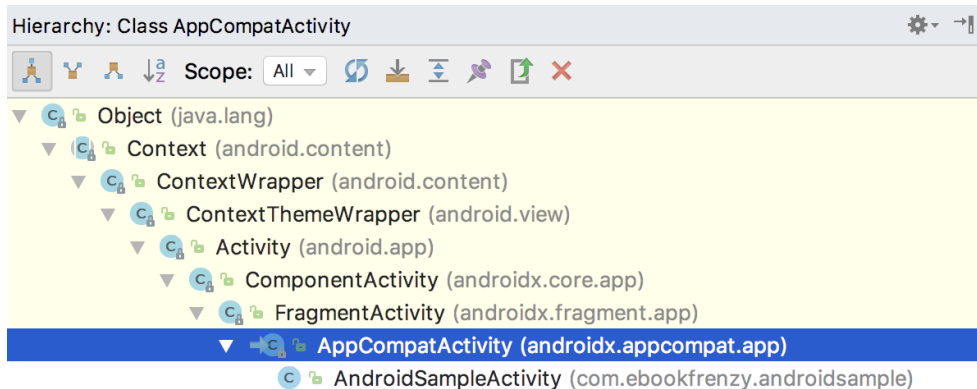 Hierarchy: Class AppCompatActivity
Scope: All
Object (java.lang)
Context (android.content)
ContextWrapper (android.content)
ContextThemeWrapper (android.view)
Activity (android.app)
ComponentActivity (androidx.core.app)
FragmentActivity (androidx.fragment.app)
AppCompatActivity (androidx.appcompat.app)
AndroidSampleActivity (com.ebookfrenzy.androidsample)